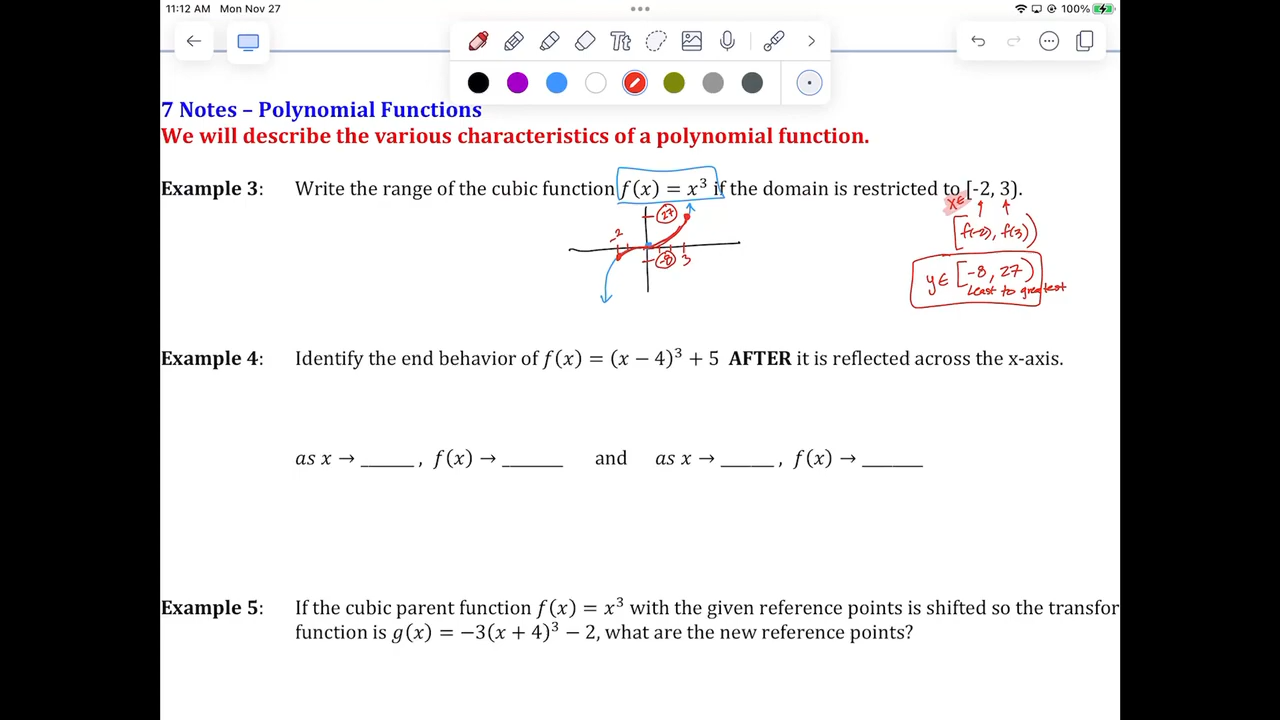 11:12 AM Mon Nov 27
100%
Tt
7 Notes – Polynomial Functions
We will describe the various characteristics of a polynomial function.
Example 3: Write the range of the cubic function f(x) = x³ if the domain is restricted to [-2, 3).
x∈
27
-2
-8
3
[f(-2), f(3))
y∈ [-8, 27)
Least to greatest
Example 4: Identify the end behavior of f(x) = (x − 4)³ + 5 AFTER it is reflected across the x-axis.
as x → ______ , f(x) → _______ and as x → ______ , f(x) → _______
Example 5: If the cubic parent function f(x) = x³ with the given reference points is shifted so the transfor
function is g(x) = −3(x + 4)³ − 2, what are the new reference points?